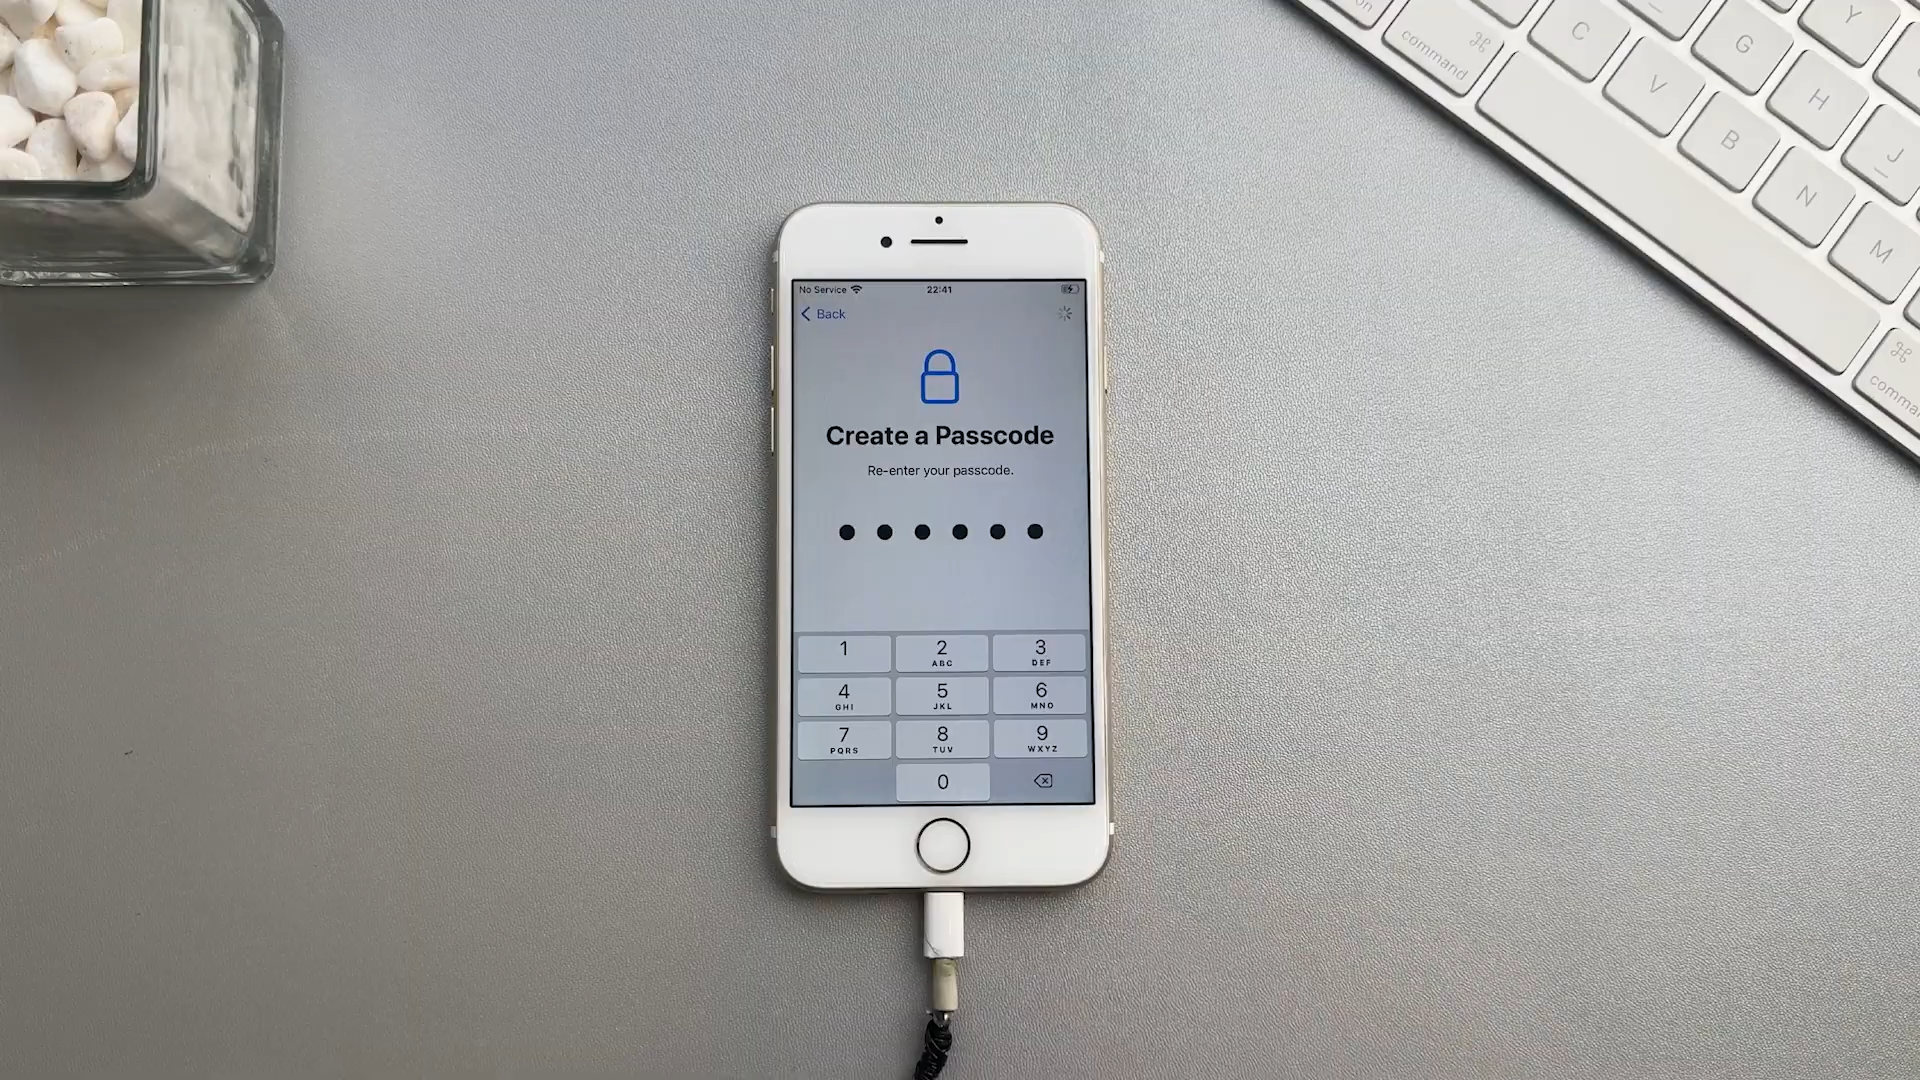 No Service
22:41
Back
Create a Passcode
Re-enter your passcode.
1
2
ABC
3
DEF
4
GHI
5
JKL
6
MNO
7
PQRS
8
TUV
9
WXYZ
0
command
C
V
G
Y
B
H
N
J
M